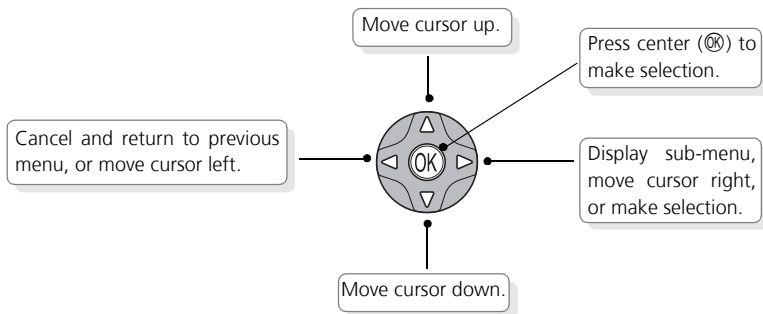 Move cursor up.
Press center (OK) to
make selection.
Cancel and return to previous
menu, or move cursor left.
OK
Display sub-menu,
move cursor right,
or make selection.
Move cursor down.